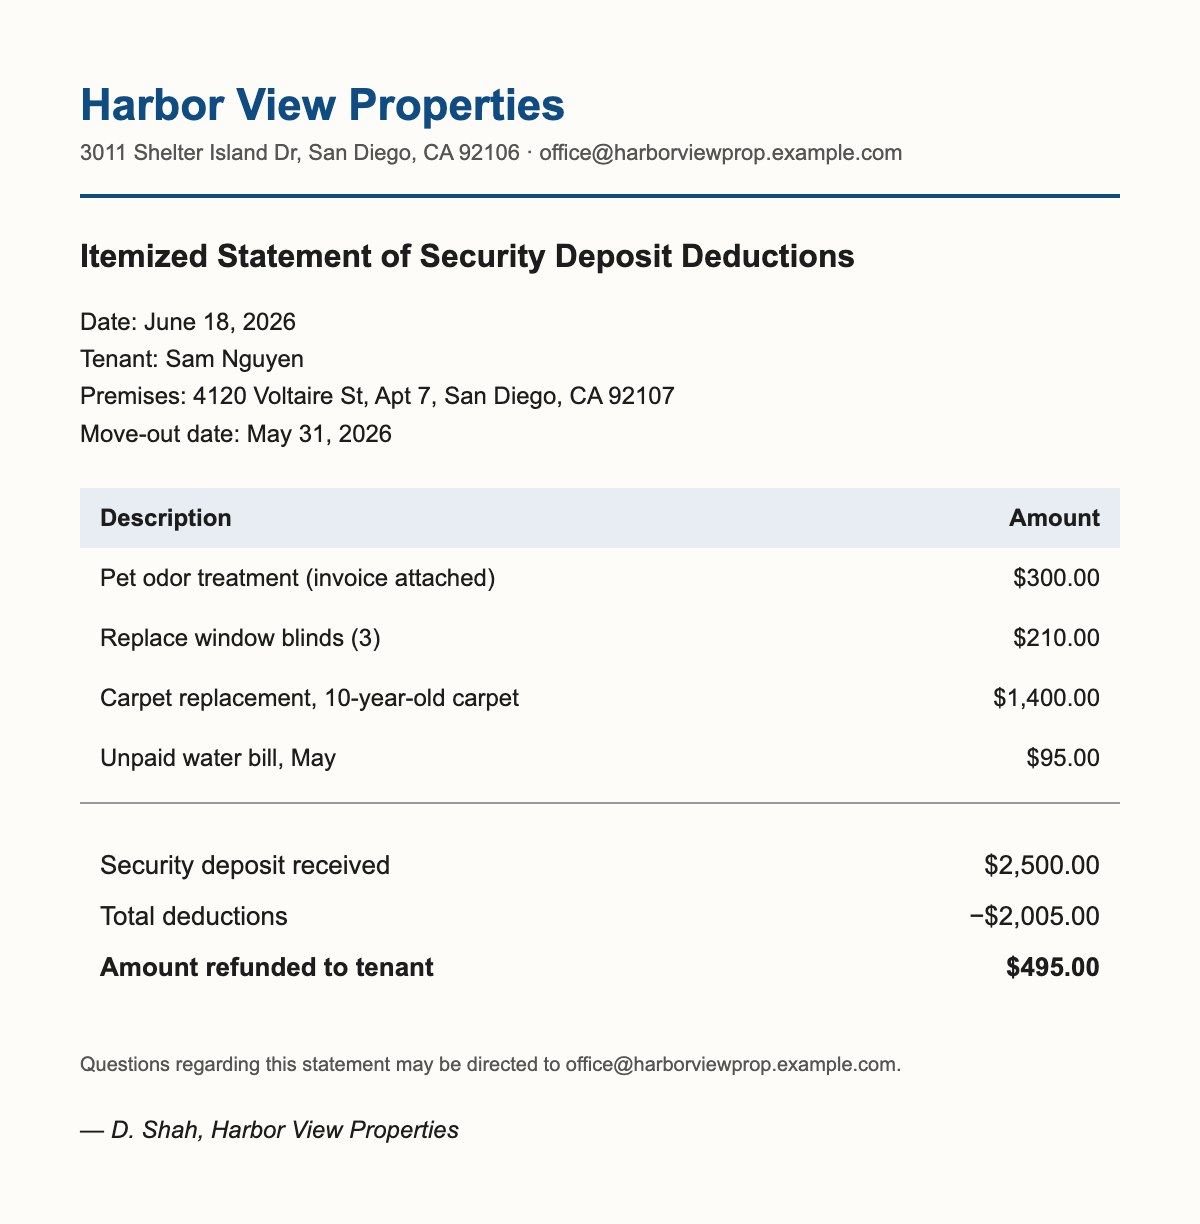 Harbor View Properties
3011 Shelter Island Dr, San Diego, CA 92106 · office@harborviewprop.example.com
Itemized Statement of Security Deposit Deductions
Date: June 18, 2026
Tenant: Sam Nguyen
Premises: 4120 Voltaire St, Apt 7, San Diego, CA 92107
Move-out date: May 31, 2026
Description Amount
Pet odor treatment (invoice attached) $300.00
Replace window blinds (3) $210.00
Carpet replacement, 10-year-old carpet $1,400.00
Unpaid water bill, May $95.00
Security deposit received $2,500.00
Total deductions −$2,005.00
Amount refunded to tenant $495.00
Questions regarding this statement may be directed to office@harborviewprop.example.com.
— D. Shah, Harbor View Properties